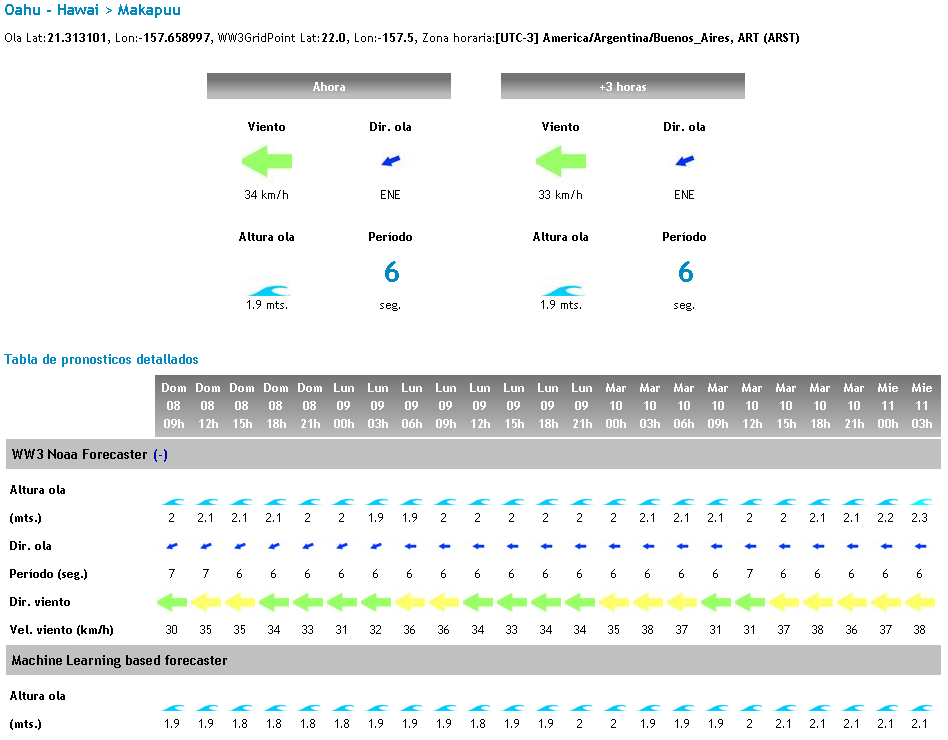 Oahu - Hawai > Makapuu
Ola Lat:21.313101, Lon:-157.658997, WW3GridPoint Lat:22.0, Lon:-157.5, Zona horaria:[UTC-3] America/Argentina/Buenos_Aires, ART (ARST)
Ahora +3 horas
Viento Dir. ola Viento Dir. ola
34 km/h ENE 33 km/h ENE
Altura ola Período Altura ola Período
6 6
1.9 mts. seg. 1.9 mts. seg.
Tabla de pronosticos detallados
Dom Dom Dom Dom Dom Lun Lun Lun Lun Lun Lun Lun Lun Mar Mar Mar Mar Mar Mar Mar Mar Mie Mie
08 08 08 08 08 09 09 09 09 09 09 09 09 10 10 10 10 10 10 10 10 11 11
09h 12h 15h 18h 21h 00h 03h 06h 09h 12h 15h 18h 21h 00h 03h 06h 09h 12h 15h 18h 21h 00h 03h
WW3 Noaa Forecaster (-)
Altura ola
(mts.) 2 2.1 2.1 2.1 2 2 1.9 1.9 2 2 2 2 2 2 2.1 2.1 2.1 2 2 2.1 2.1 2.2 2.3
Dir. ola
Período (seg.) 7 7 6 6 6 6 6 6 6 6 6 6 6 6 6 6 6 7 6 6 6 6 6
Dir. viento
Vel. viento (km/h) 30 35 35 34 33 31 32 36 36 34 33 34 34 35 38 37 31 31 37 38 36 37 38
Machine Learning based forecaster
Altura ola
(mts.) 1.9 1.9 1.8 1.8 1.8 1.8 1.9 1.9 1.9 1.8 1.9 1.9 2 2 1.9 1.9 1.9 2 2.1 2.1 2.1 2.1 2.1